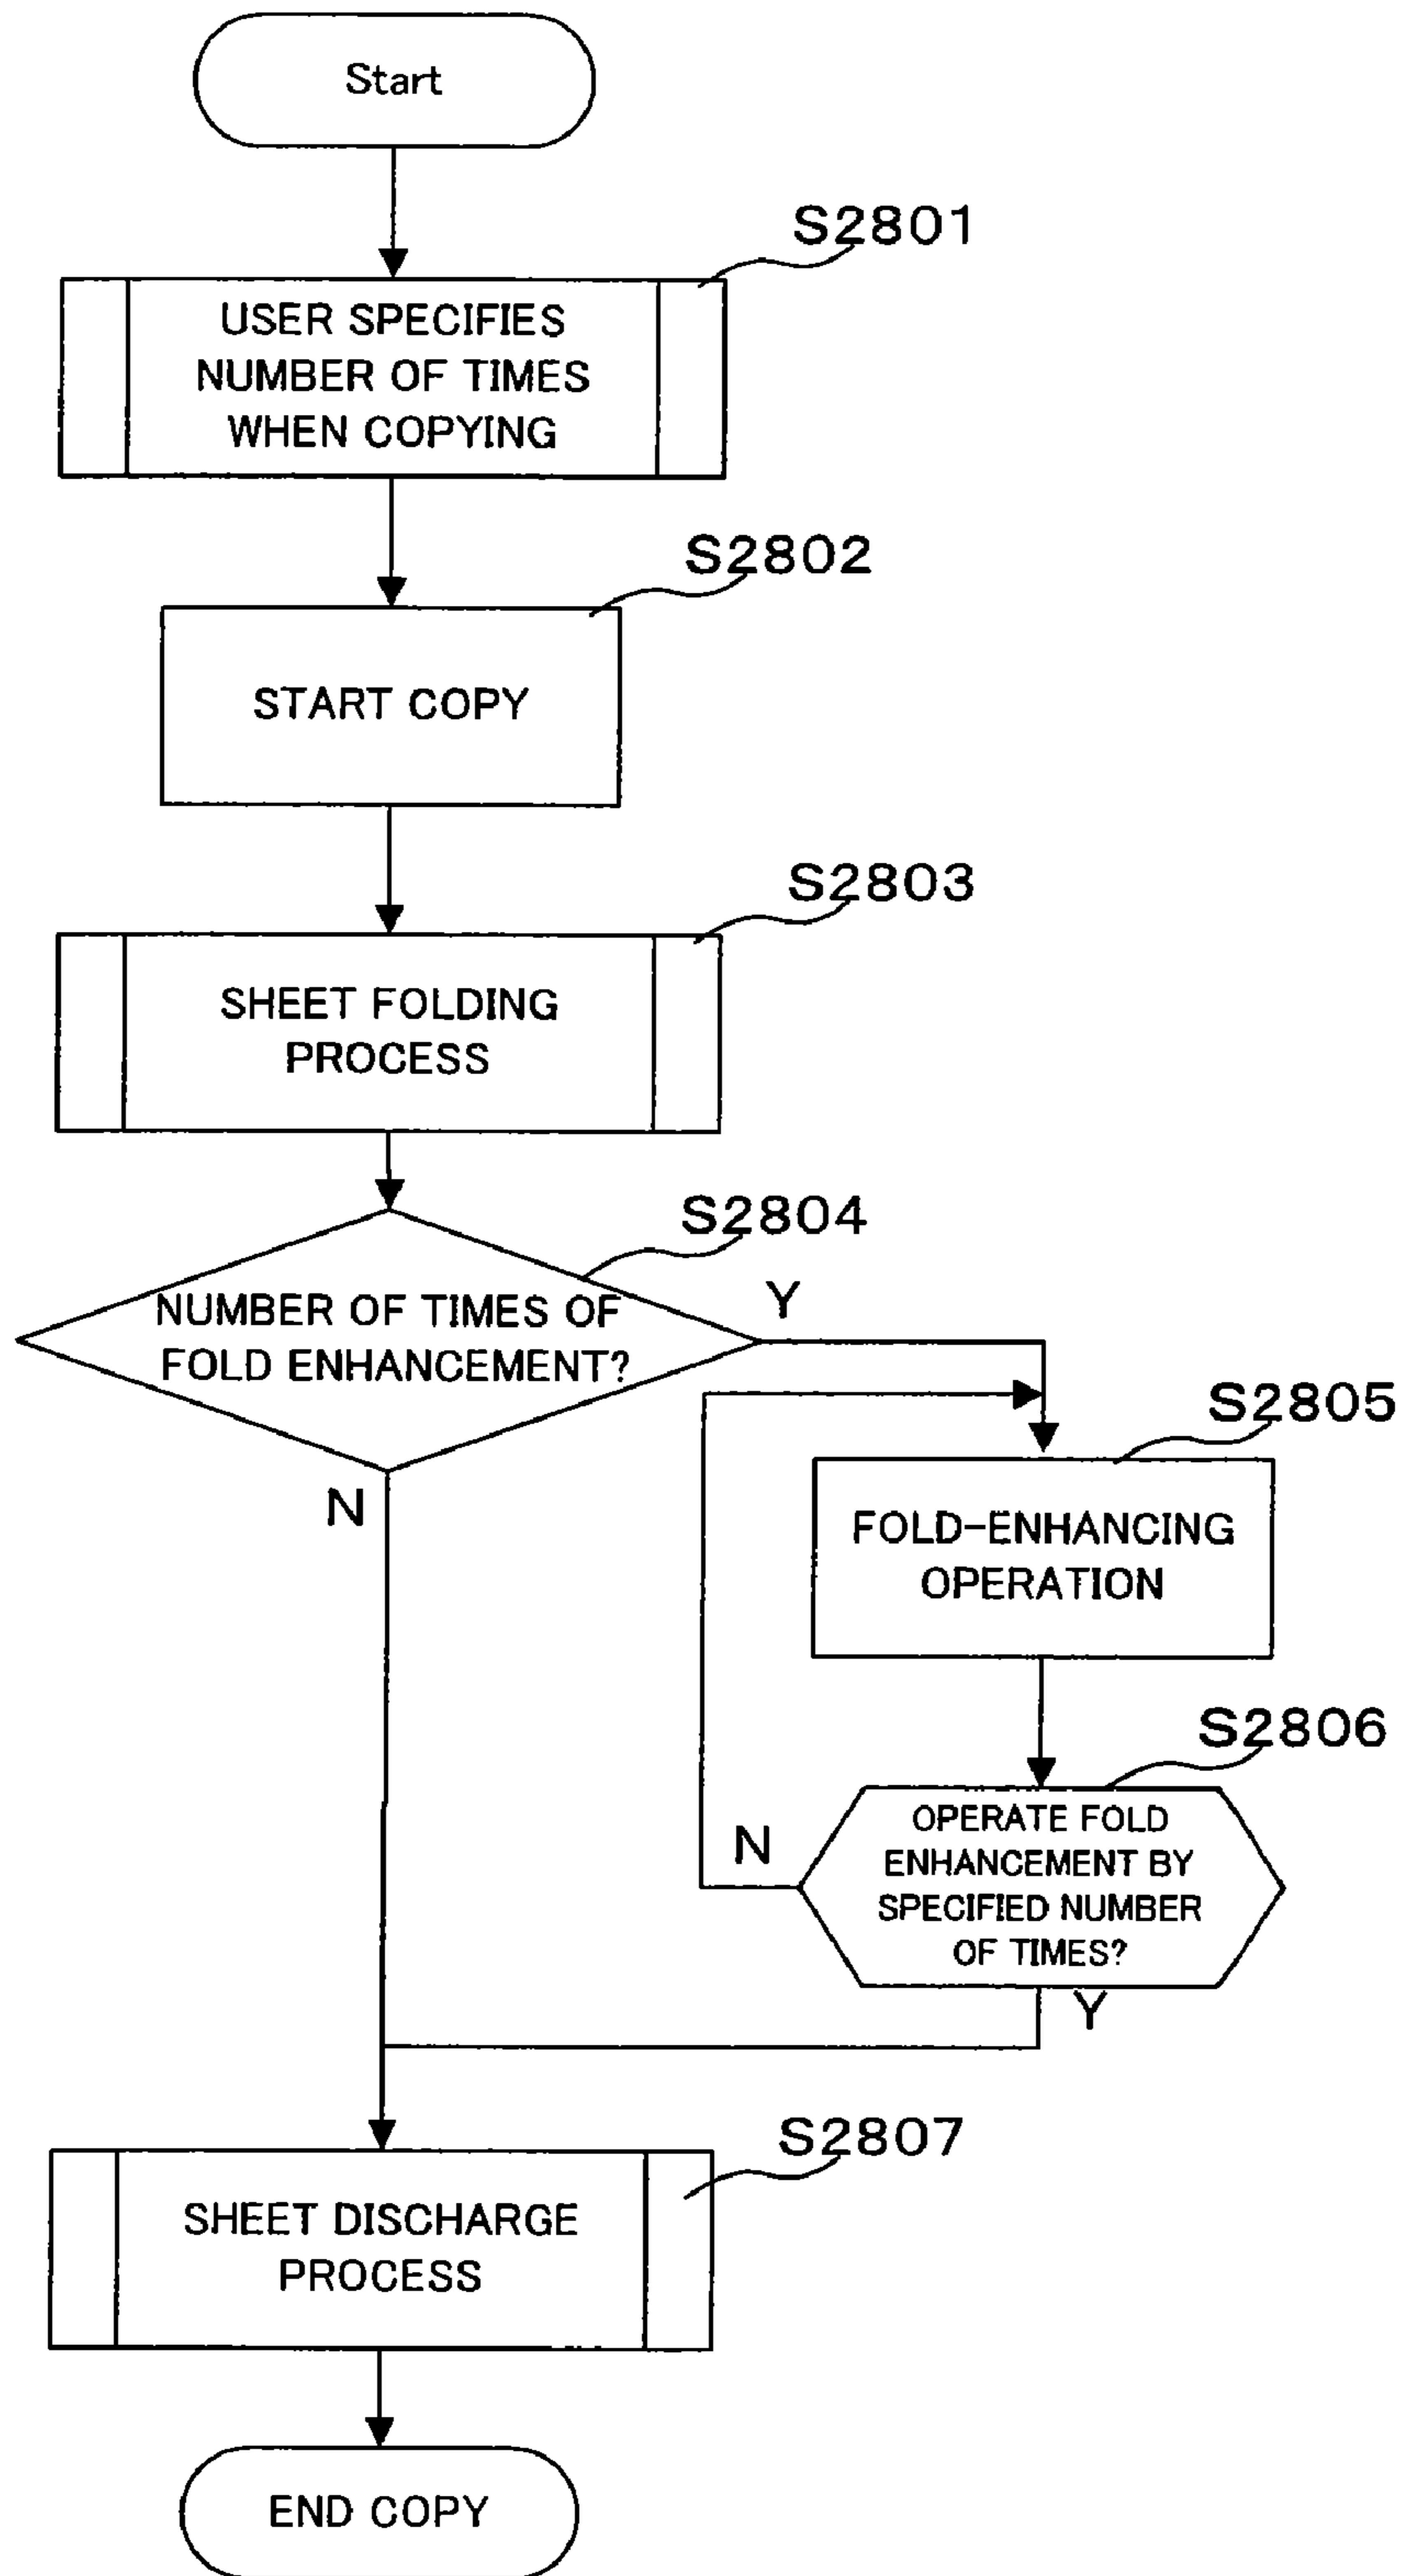 Start
S2801
USER SPECIFIES
NUMBER OF TIMES
WHEN COPYING
S2802
START COPY
S2803
SHEET FOLDING
PROCESS
S2804
NUMBER OF TIMES OF
FOLD ENHANCEMENT?
Y
N
S2805
FOLD-ENHANCING
OPERATION
S2806
OPERATE FOLD
ENHANCEMENT BY
SPECIFIED NUMBER
OF TIMES?
N
Y
S2807
SHEET DISCHARGE
PROCESS
END COPY